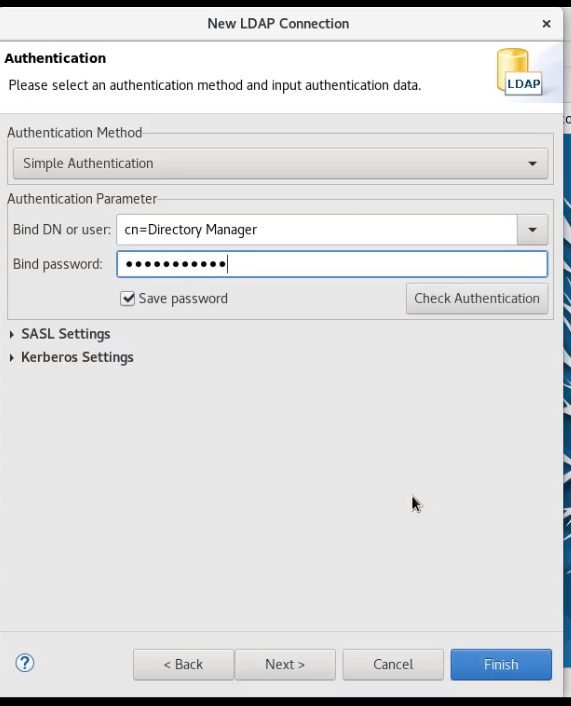 New LDAP Connection
Authentication
Please select an authentication method and input authentication data.
LDAP
Authentication Method
Simple Authentication
Authentication Parameter
Bind DN or user: cn=Directory Manager
Bind password: ●●●●●●●●●●●
Save password Check Authentication
SASL Settings
Kerberos Settings
? < Back Next > Cancel Finish